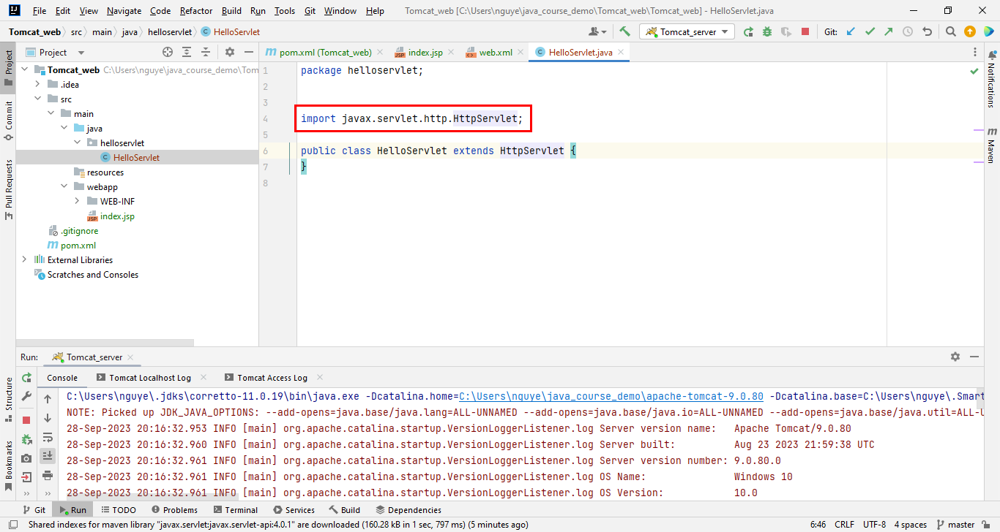 File Edit View Navigate Code Refactor Build Run Tools Git Window Help Tomcat_web [C:\Users\nguye\java_course_demo\Tomcat_web\Tomcat_web] - HelloServlet.java
Tomcat_web src main java helloservlet HelloServlet Tomcat_server Git:
Project
pom.xml (Tomcat_web) index.jsp web.xml HelloServlet.java
Project
Commit
Pull Requests
Structure
Bookmarks
Tomcat_web C:\Users\nguye\java_course_demo\Tom
.idea
src
main
java
helloservlet
HelloServlet
resources
webapp
WEB-INF
index.jsp
.gitignore
pom.xml
External Libraries
Scratches and Consoles
1 package helloservlet;
2
3
4 import javax.servlet.http.HttpServlet;
5
6 public class HelloServlet extends HttpServlet {
7 }
8
Notifications
Maven
Run: Tomcat_server
Console Tomcat Localhost Log Tomcat Access Log
C:\Users\nguye\.jdks\corretto-11.0.19\bin\java.exe -Dcatalina.home=C:\Users\nguye\java_course_demo\apache-tomcat-9.0.80 -Dcatalina.base=C:\Users\nguye\.Smart
NOTE: Picked up JDK_JAVA_OPTIONS: --add-opens=java.base/java.lang=ALL-UNNAMED --add-opens=java.base/java.io=ALL-UNNAMED --add-opens=java.base/java.util=ALL-U
28-Sep-2023 20:16:32.953 INFO [main] org.apache.catalina.startup.VersionLoggerListener.log Server version name: Apache Tomcat/9.0.80
28-Sep-2023 20:16:32.960 INFO [main] org.apache.catalina.startup.VersionLoggerListener.log Server built: Aug 23 2023 21:59:38 UTC
28-Sep-2023 20:16:32.961 INFO [main] org.apache.catalina.startup.VersionLoggerListener.log Server version number: 9.0.80.0
28-Sep-2023 20:16:32.961 INFO [main] org.apache.catalina.startup.VersionLoggerListener.log OS Name: Windows 10
28-Sep-2023 20:16:32.961 INFO [main] org.apache.catalina.startup.VersionLoggerListener.log OS Version: 10.0
Git Run TODO Problems Terminal Services Build Dependencies
Shared indexes for maven library "javax.servlet:javax.servlet-api:4.0.1" are downloaded (160.28 kB in 1 sec, 797 ms) (5 minutes ago) 6:46 CRLF UTF-8 4 spaces master